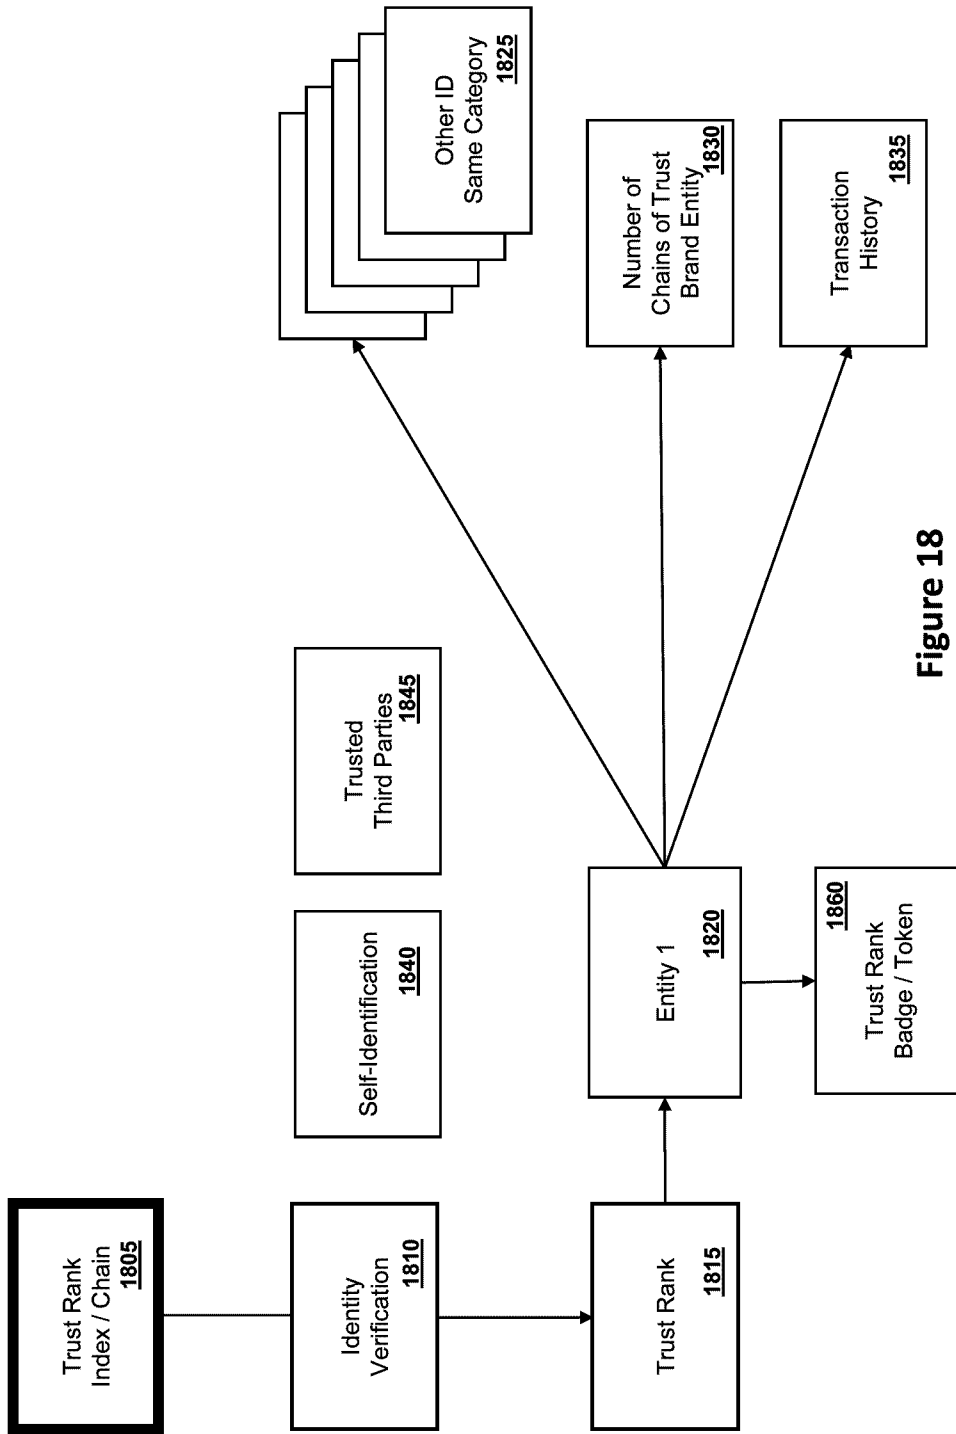 Trust Rank
Index / Chain
1805
Identity
Verification
1810
Self-Identification
1840
Trusted
Third Parties
1845
Other ID
Same Category
1825
Trust Rank
1815
Entity 1
1820
Number of
Chains of Trust
Brand Entity
1830
Trust Rank
Badge / Token
1860
Transaction
History
1835
Figure 18